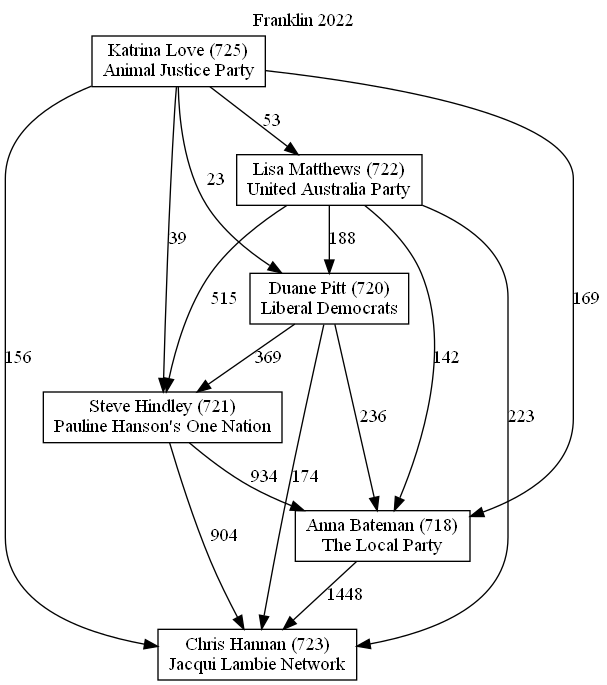 Franklin 2022
Katrina Love (725)
Animal Justice Party
53
Lisa Matthews (722)
United Australia Party
23
39
188
Duane Pitt (720)
Liberal Democrats
515
169
156
369
142
Steve Hindley (721)
Pauline Hanson's One Nation
236
223
934
174
Anna Bateman (718)
The Local Party
904
1448
Chris Hannan (723)
Jacqui Lambie Network